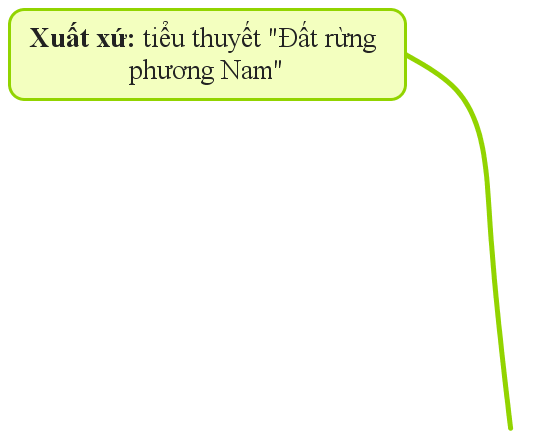 Xuất xứ: tiểu thuyết "Đất rừng
phương Nam"